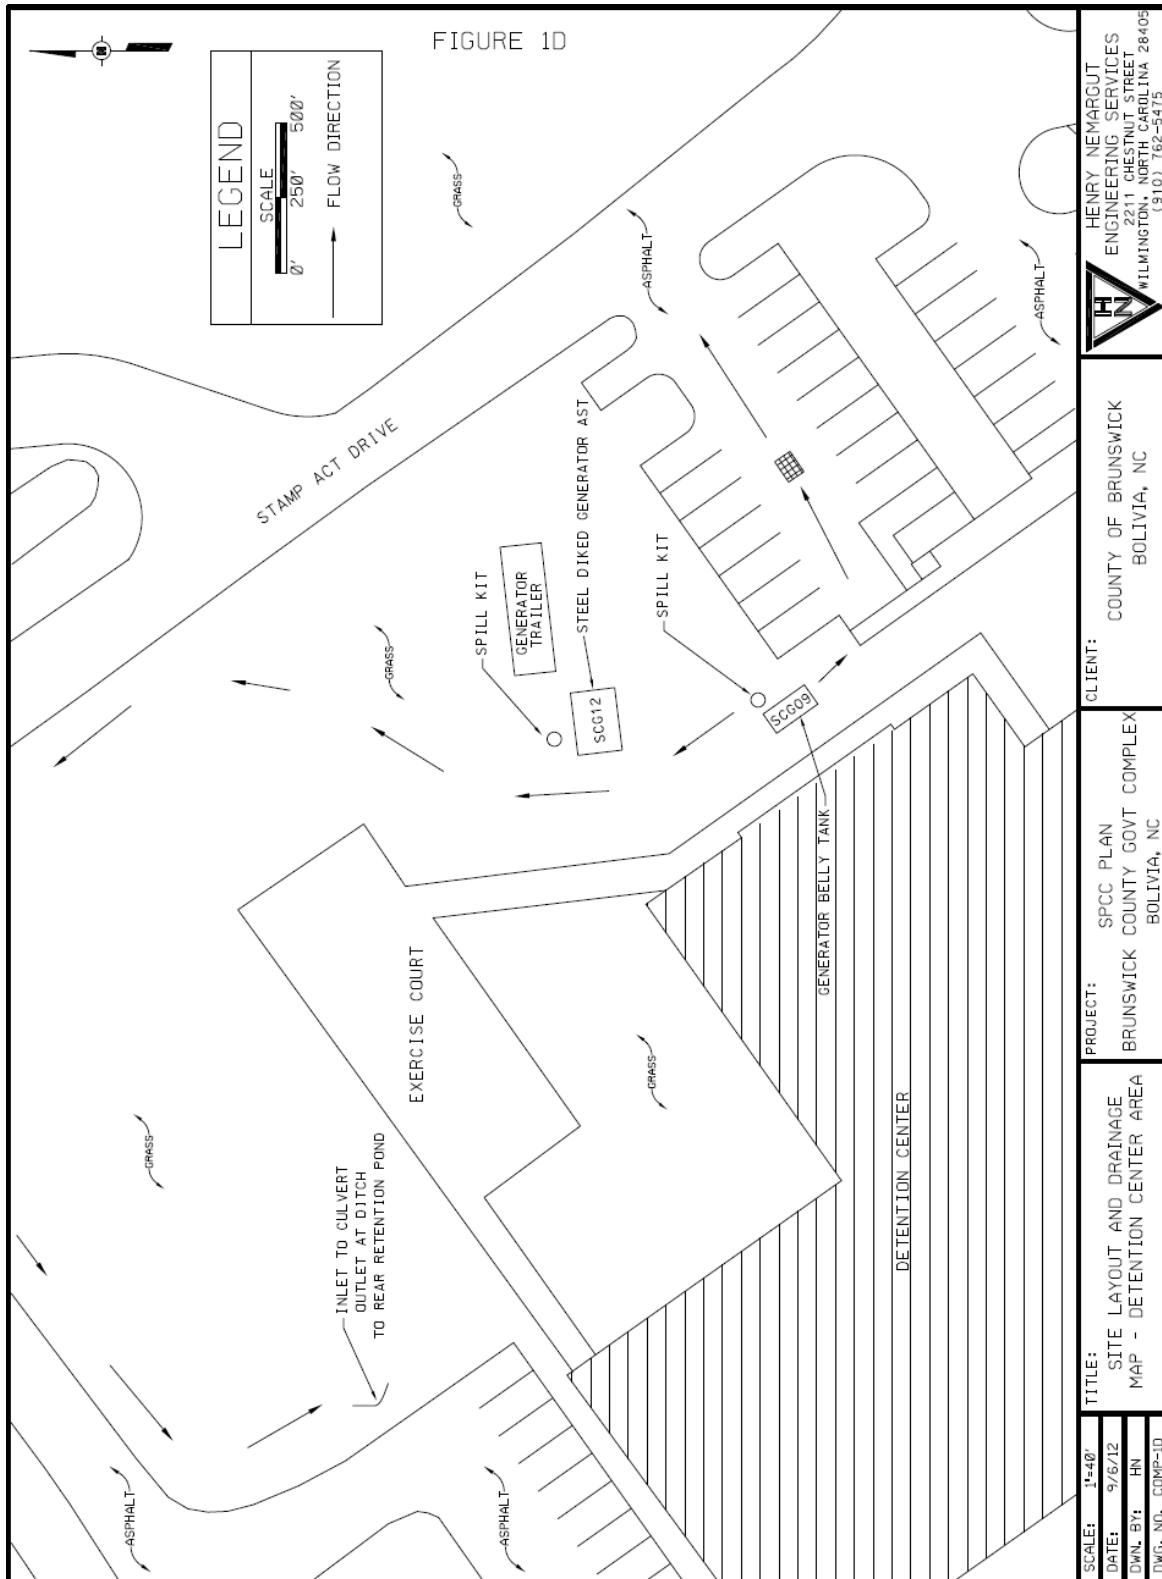 FIGURE 1D
LEGEND
SCALE
0' 250' 500'
FLOW DIRECTION
N
GRASS
ASPHALT
ASPHALT
STAMP ACT DRIVE
SPILL KIT
GENERATOR
TRAILER
STEEL DIKED GENERATOR AST
SCG12
SPILL KIT
SCG09
GENERATOR BELLY TANK
GRASS
EXERCISE COURT
GRASS
GRASS
DETENTION CENTER
INLET TO CULVERT
OUTLET AT DITCH
TO REAR RETENTION POND
ASPHALT
ASPHALT
SCALE: 1"=40'
DATE: 9/6/12
DWN. BY: HN
DWG. NO. COMP-1D
TITLE:
SITE LAYOUT AND DRAINAGE
MAP - DETENTION CENTER AREA
PROJECT:
SPCC PLAN
BRUNSWICK COUNTY GOVT COMPLEX
BOLIVIA, NC
CLIENT:
COUNTY OF BRUNSWICK
BOLIVIA, NC
HN
HENRY NEMARGUT
ENGINEERING SERVICES
2211 CHESTNUT STREET
WILMINGTON, NORTH CAROLINA 28405
(910) 762-5475